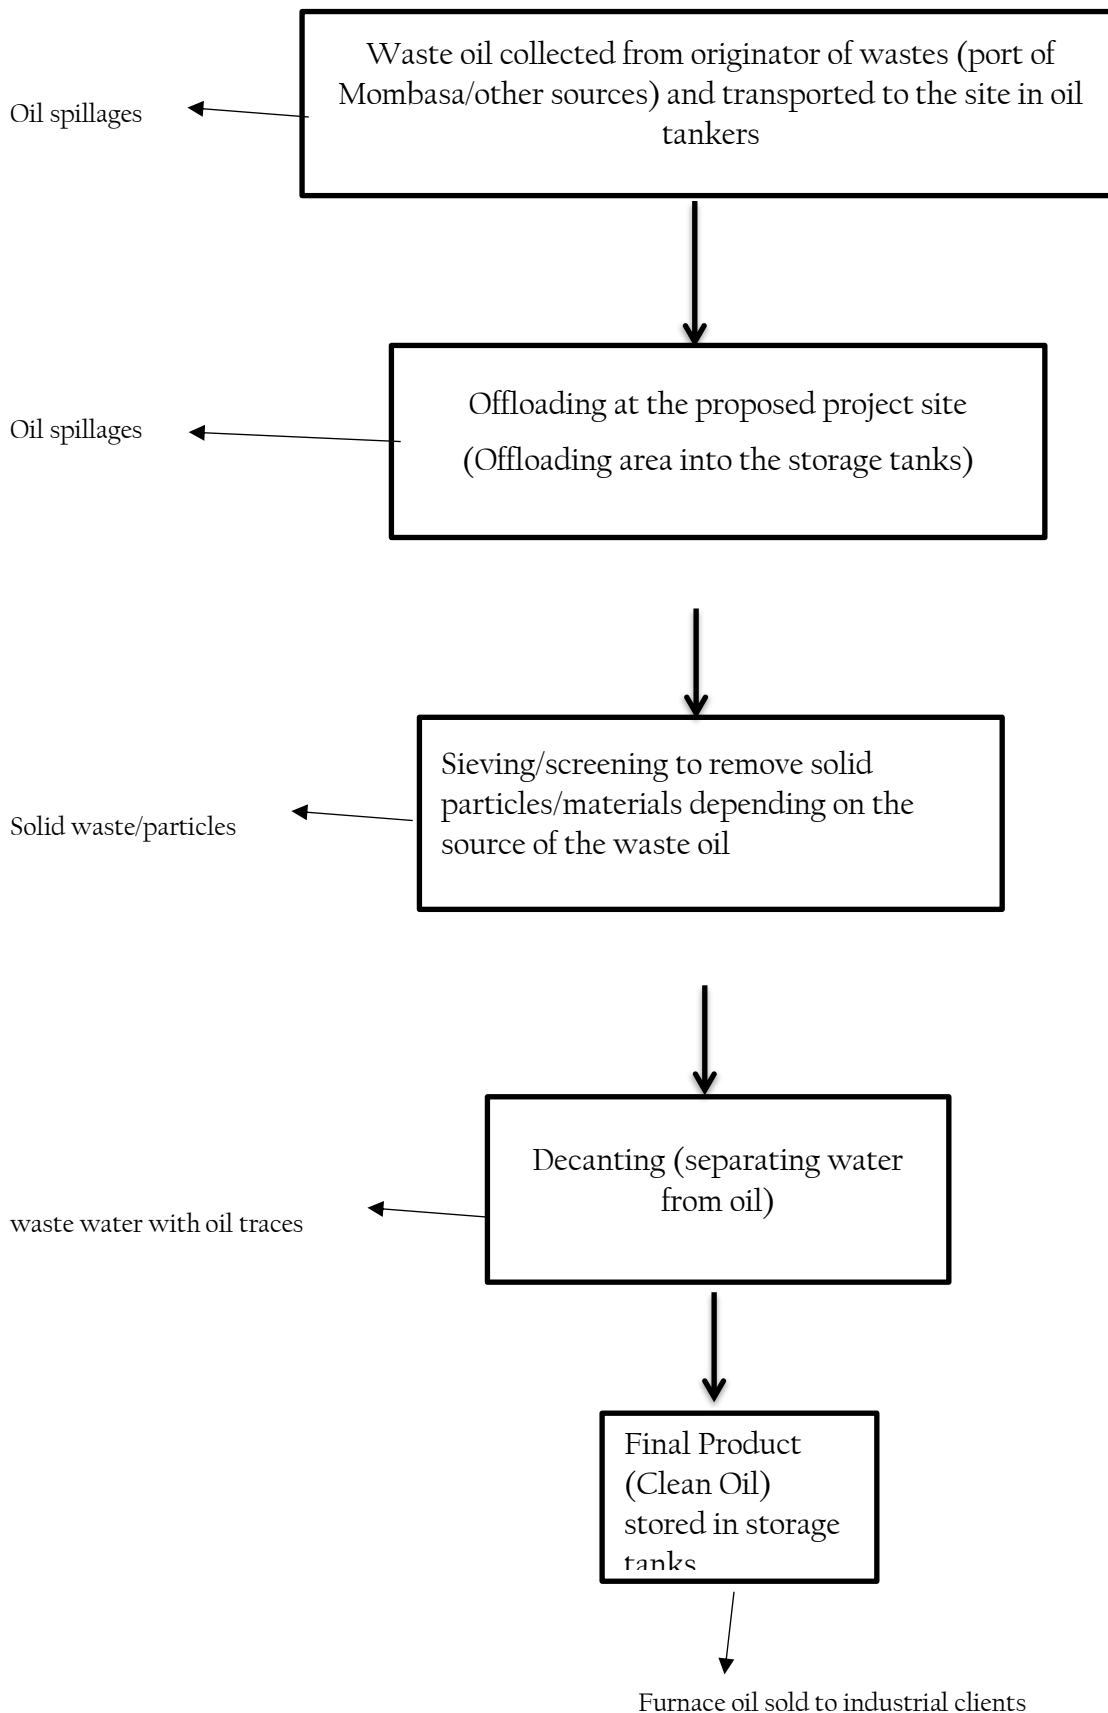 Waste oil collected from originator of wastes (port of
Mombasa/other sources) and transported to the site in oil
tankers
Oil spillages
Offloading at the proposed project site
(Offloading area into the storage tanks)
Oil spillages
Sieving/screening to remove solid
particles/materials depending on the
source of the waste oil
Solid waste/particles
Decanting (separating water
from oil)
waste water with oil traces
Final Product
(Clean Oil)
stored in storage
tanks
Furnace oil sold to industrial clients